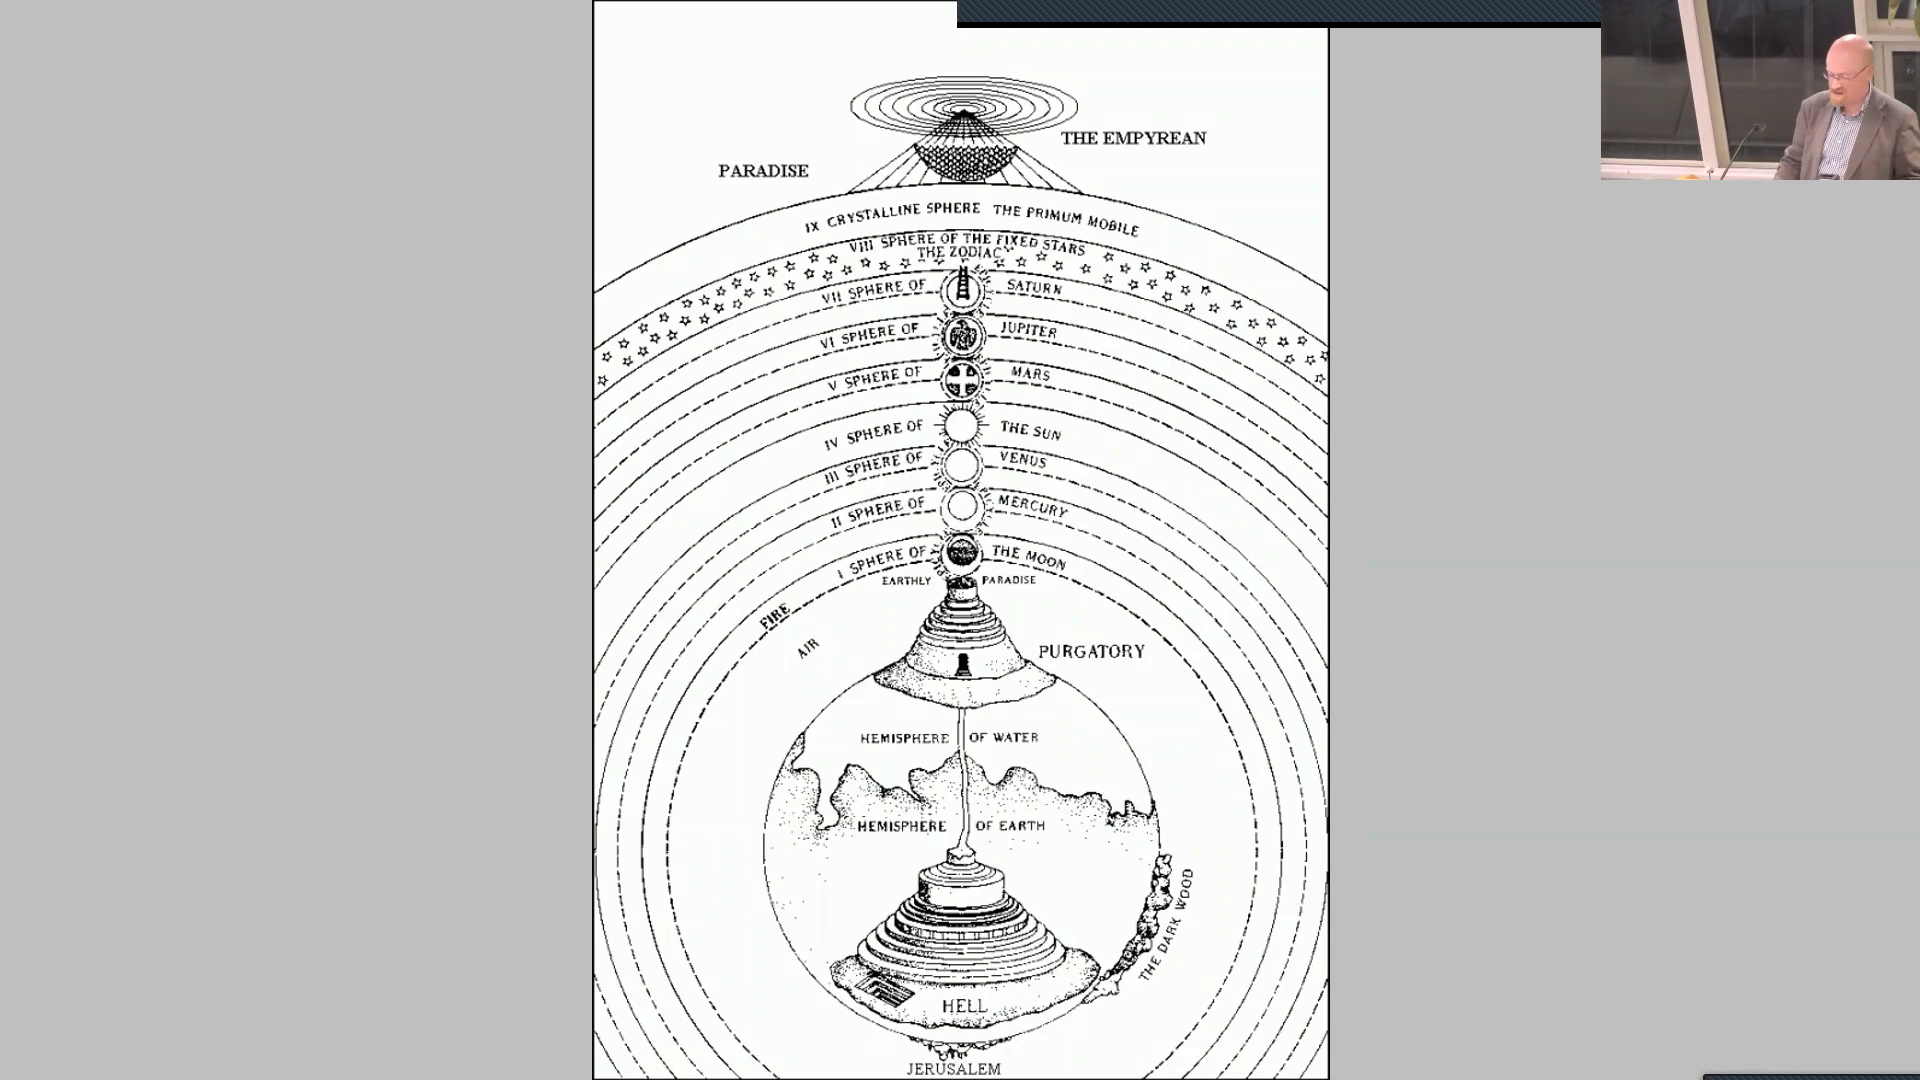 THE EMPYREAN
PARADISE
IX CRYSTALLINE SPHERE THE PRIMUM MOBILE
VIII SPHERE OF THE FIXED STARS
THE ZODIAC
VII SPHERE OF SATURN
VI SPHERE OF JUPITER
V SPHERE OF MARS
IV SPHERE OF THE SUN
III SPHERE OF VENUS
II SPHERE OF MERCURY
I SPHERE OF THE MOON
EARTHLY PARADISE
FIRE
AIR
PURGATORY
HEMISPHERE OF WATER
HEMISPHERE OF EARTH
THE DARK WOOD
HELL
JERUSALEM